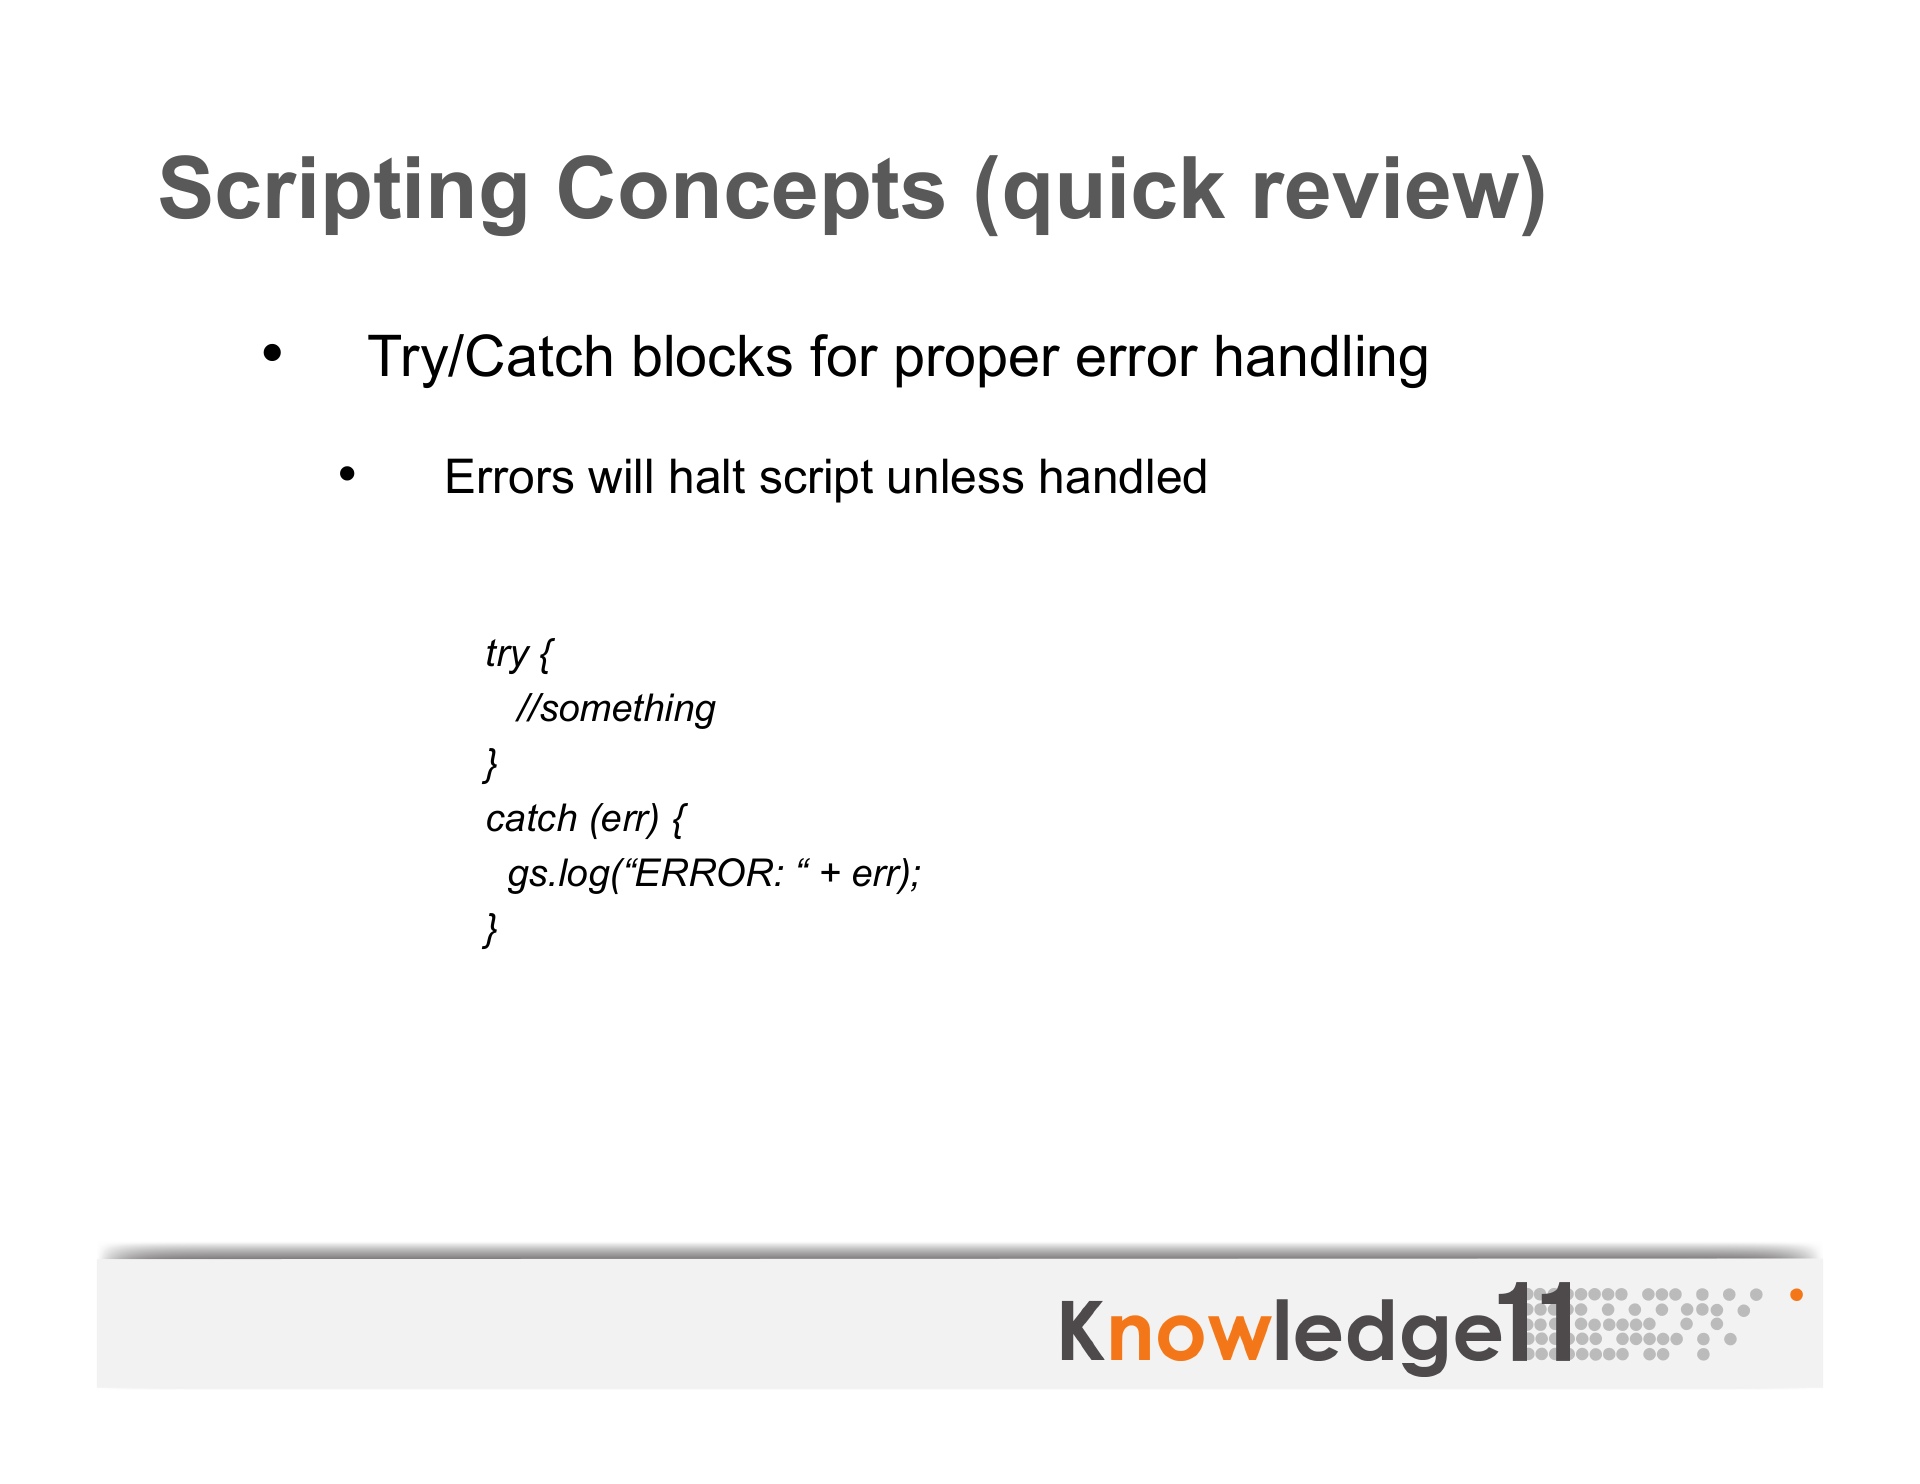 Scripting Concepts (quick review)
• Try/Catch blocks for proper error handling
• Errors will halt script unless handled
try {
//something
}
catch (err) {
gs.log(“ERROR: “ + err);
}
Knowledge11